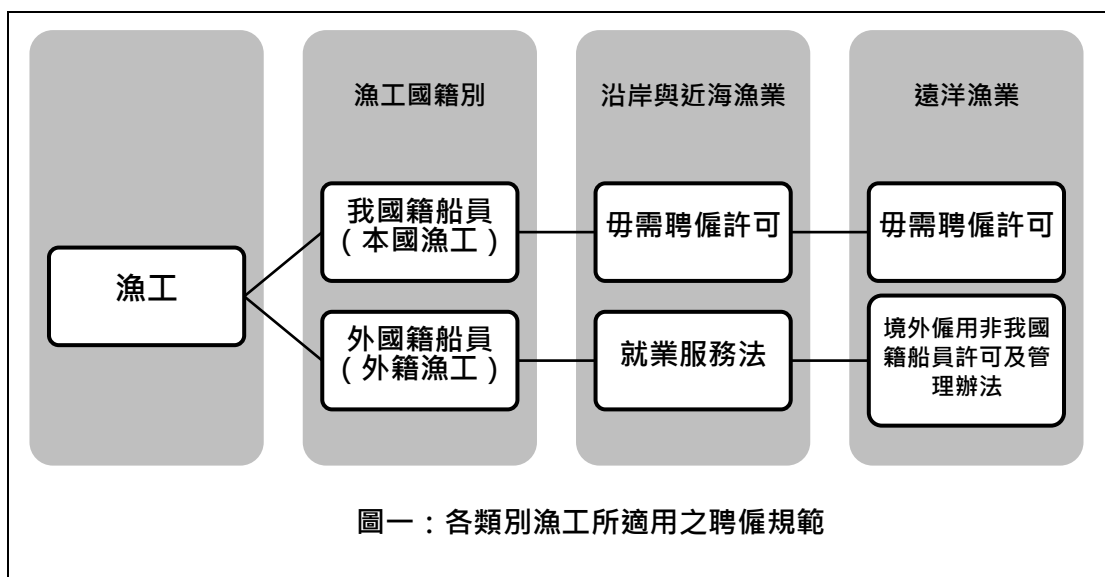 漁工國籍別
沿岸與近海漁業
遠洋漁業
漁工
我國籍船員
（本國漁工）
毋需聘僱許可
毋需聘僱許可
外國籍船員
（外籍漁工）
就業服務法
境外僱用非我國
籍船員許可及管
理辦法
圖一：各類別漁工所適用之聘僱規範